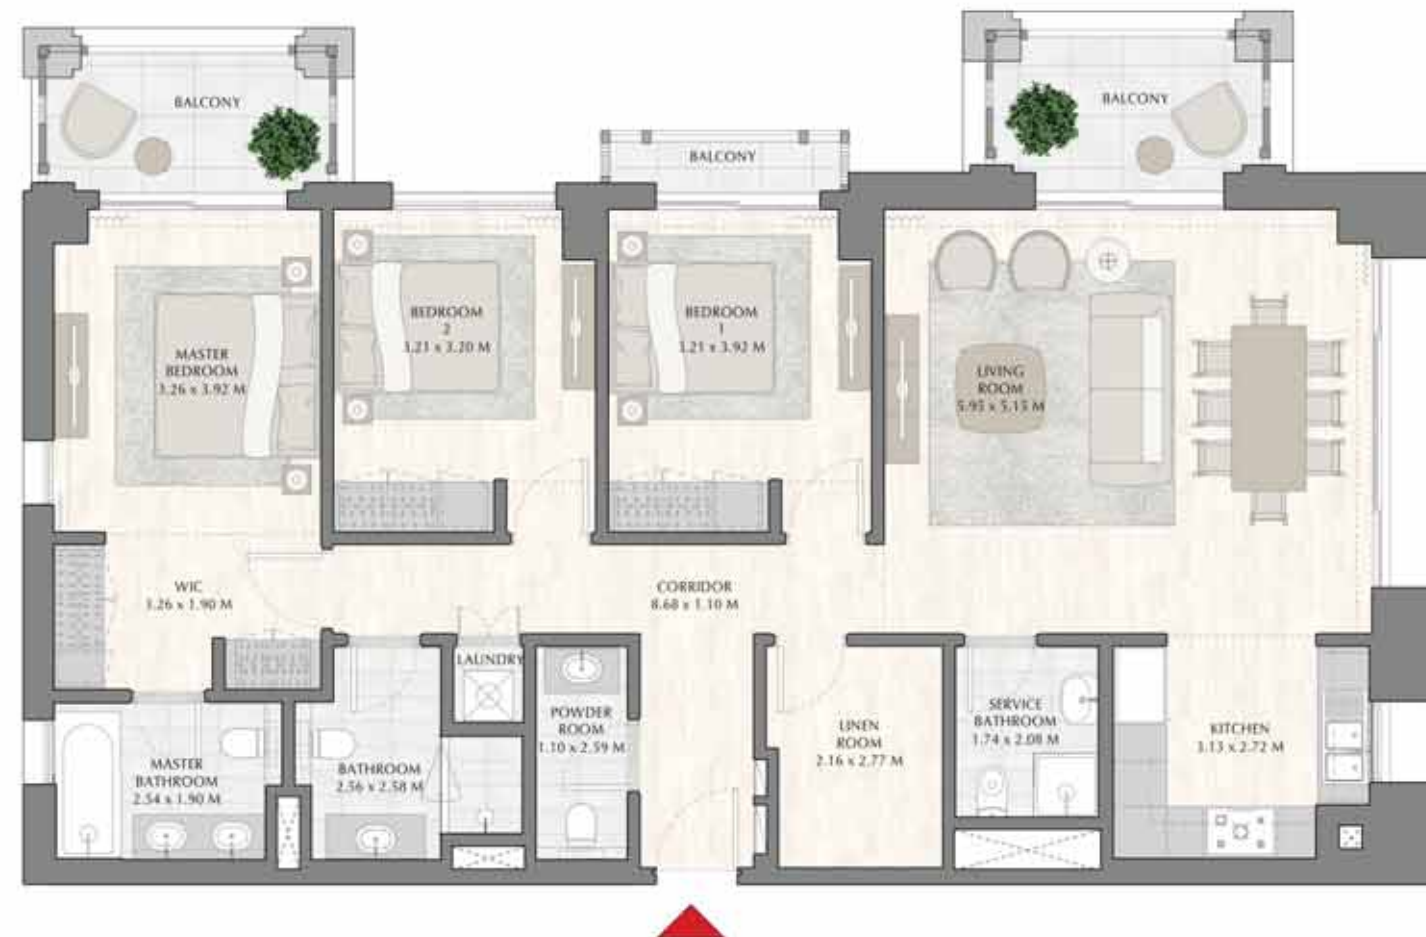 BALCONY
BALCONY
BALCONY
MASTER
BEDROOM
3.26 x 3.92 M
BEDROOM
2
3.21 x 3.20 M
BEDROOM
1
3.21 x 3.92 M
LIVING
ROOM
5.95 x 5.15 M
WIC
3.26 x 1.90 M
CORRIDOR
8.68 x 1.10 M
LAUNDRY
MASTER
BATHROOM
2.54 x 1.90 M
BATHROOM
2.56 x 2.58 M
POWDER
ROOM
1.10 x 2.59 M
LINEN
ROOM
2.16 x 2.77 M
SERVICE
BATHROOM
1.74 x 2.08 M
KITCHEN
3.13 x 2.72 M